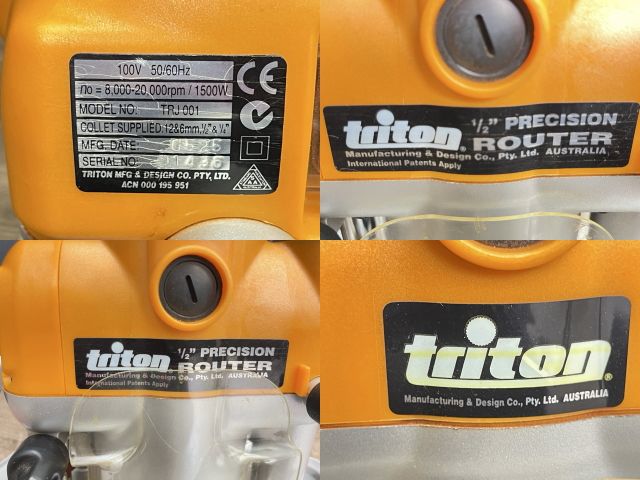 100V 50/60Hz
no = 8,000-20,000rpm / 1500W
MODEL NO: TRJ 001
COLLET SUPPLIED: 12&6mm, ½" & ¼"
MFG. DATE:
SERIAL NO:
TRITON MFG & DESIGN CO. PTY, LTD.
ACN 000 195 951
CE
triton ½" PRECISION
ROUTER
Manufacturing & Design Co., Pty. Ltd. AUSTRALIA
International Patents Apply
triton ½" PRECISION
ROUTER
Manufacturing & Design Co., Pty. Ltd. AUSTRALIA
International Patents Apply
triton®
Manufacturing & Design Co., Pty. Ltd. AUSTRALIA